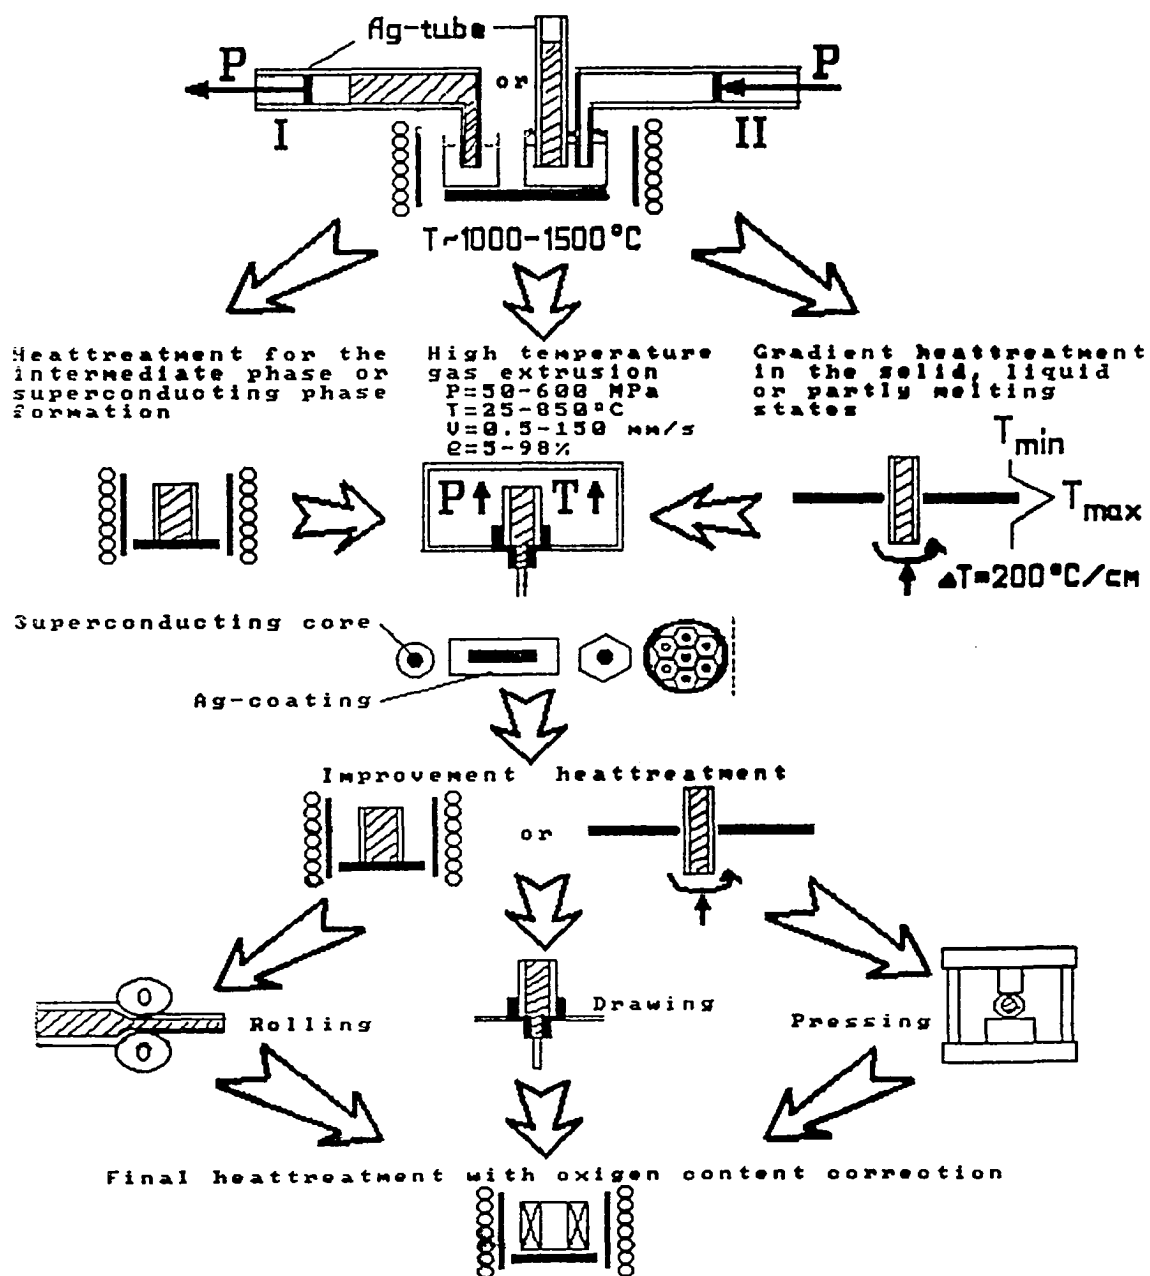 Ag-tube
P
or
P
I
II
T~1000-1500°C
Heattreatment for the
intermediate phase or
superconducting phase
formation
High temperature
gas extrusion
P=50-600 MPa
T=25-850°C
V=0.5-150 mm/s
e=5-98%
Gradient heattreatment
in the solid, liquid
or partly melting
states
Tmin
P T
Tmax
▲T=200°C/cm
Superconducting core
Ag-coating
Improvement heattreatment
or
Rolling
Drawing
Pressing
Final heattreatment with oxigen content correction